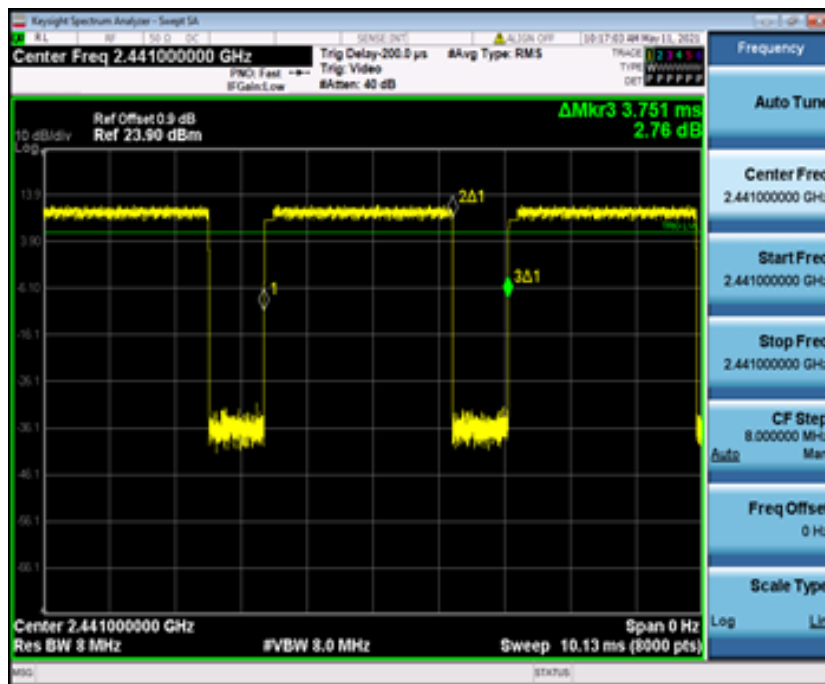 Keysight Spectrum Analyzer - Swept SA
RL RF 50 Ω DC SENSE:INT ALIGN OFF 10:17:03 AM May 11, 2021
Center Freq 2.441000000 GHz
PNO: Fast
IFGain:Low
Trig Delay-200.0 µs
Trig: Video
#Atten: 40 dB
#Avg Type: RMS
TRACE 1 2 3 4 5 6
TYPE
DET P P P P P P
Ref Offset 0.9 dB
Ref 23.90 dBm
10 dB/div
Log
ΔMkr3 3.751 ms
2.76 dB
13.9
3.90
-6.10
-16.1
-26.1
-36.1
-46.1
-56.1
-66.1
2Δ1
TRIG LVL
1
3Δ1
Center 2.441000000 GHz
Span 0 Hz
Res BW 8 MHz
#VBW 8.0 MHz
Sweep 10.13 ms (8000 pts)
MSG
STATUS
Frequency
Auto Tune
Center Freq
2.441000000 GHz
Start Freq
2.441000000 GHz
Stop Freq
2.441000000 GHz
CF Step
8.000000 MHz
Auto Man
Freq Offset
0 Hz
Scale Type
Log Lin